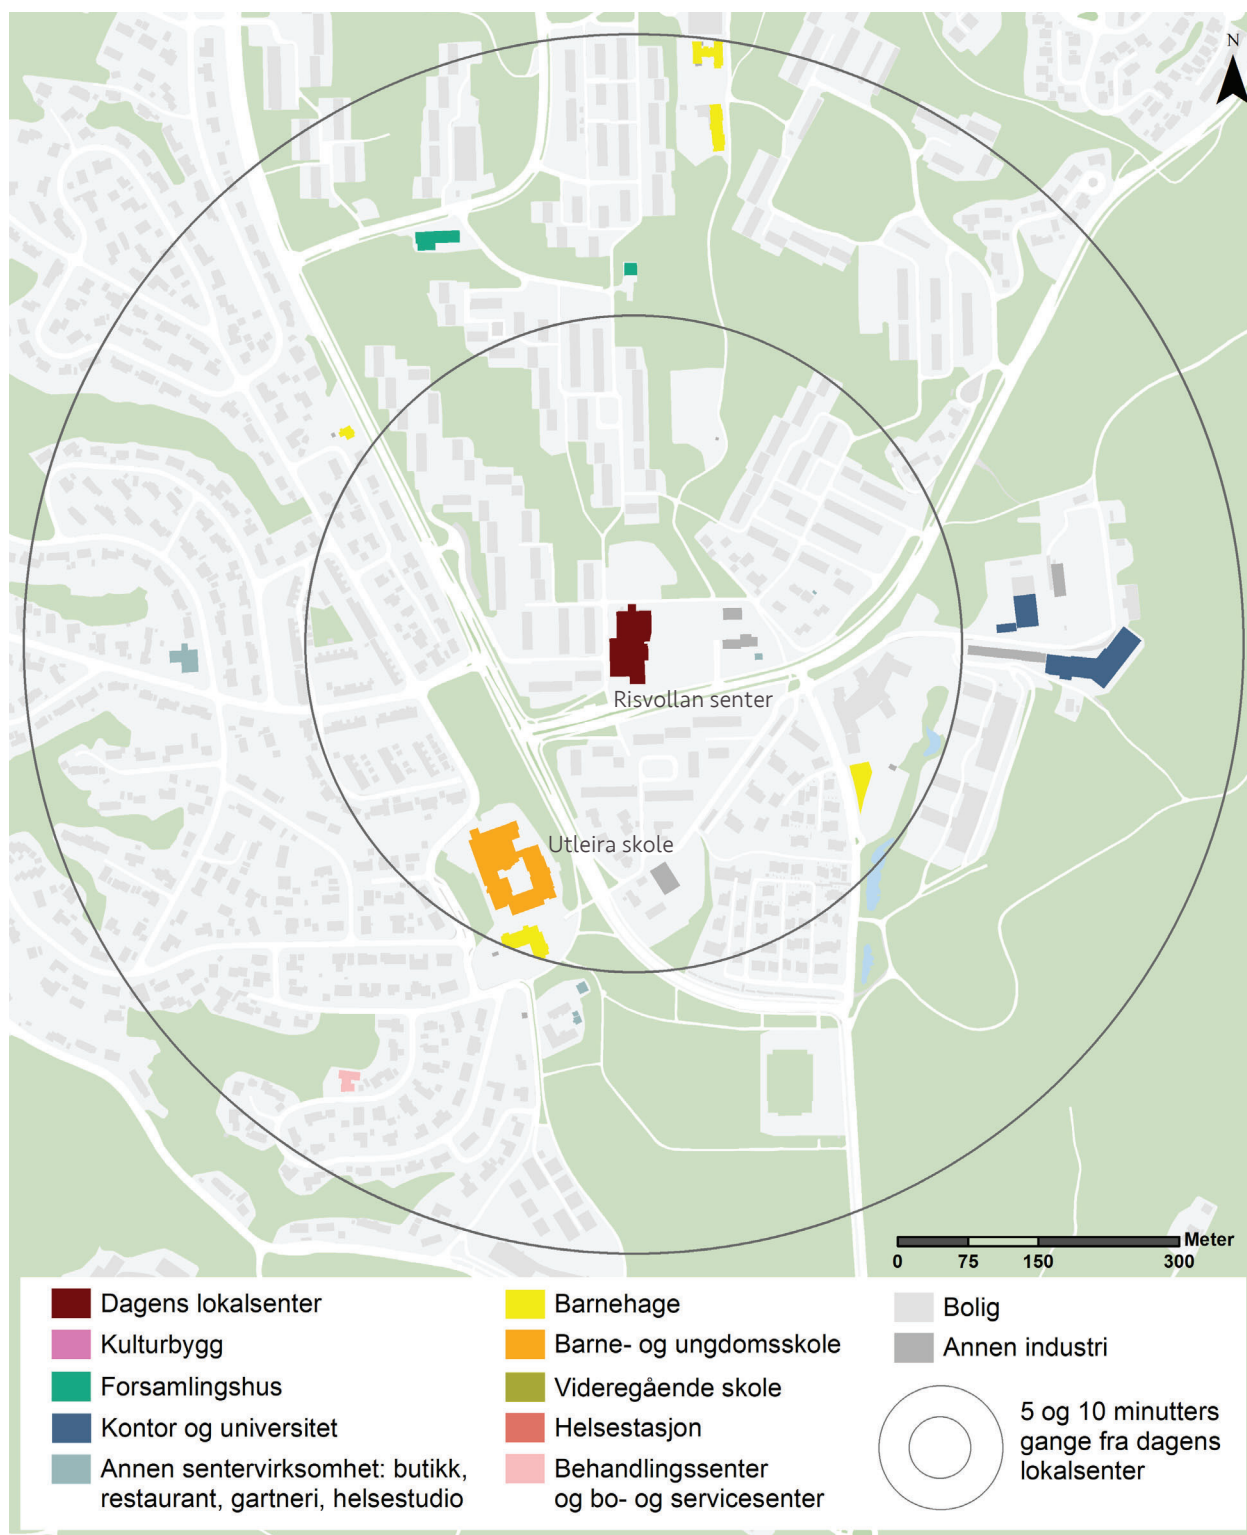 N
Risvollan senter
Utleira skole
Meter
0 75 150 300
Dagens lokalsenter
Kulturbygg
Forsamlingshus
Kontor og universitet
Annen sentervirksomhet: butikk,
restaurant, gartneri, helsestudio
Barnehage
Barne- og ungdomsskole
Videregående skole
Helsestasjon
Behandlingssenter
og bo- og servicesenter
Bolig
Annen industri
5 og 10 minutters
gange fra dagens
lokalsenter